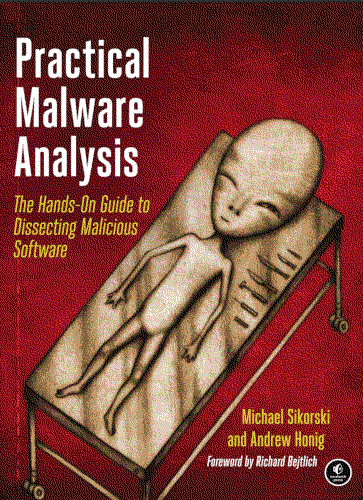 Practical
Malware
Analysis
The Hands-On Guide to
Dissecting Malicious
Software
Michael Sikorski
and Andrew Honig
Foreword by Richard Bejtlich